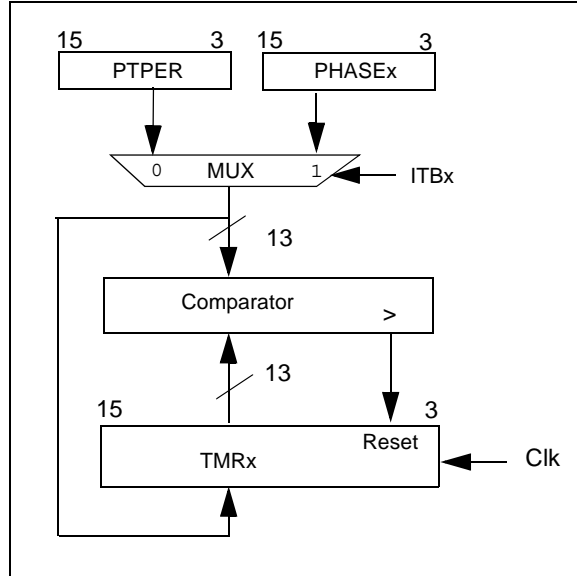 15 3 15 3
PTPER PHASEx
0 MUX 1
ITBx
13
Comparator
>
13
15 3
Reset
TMRx
Clk